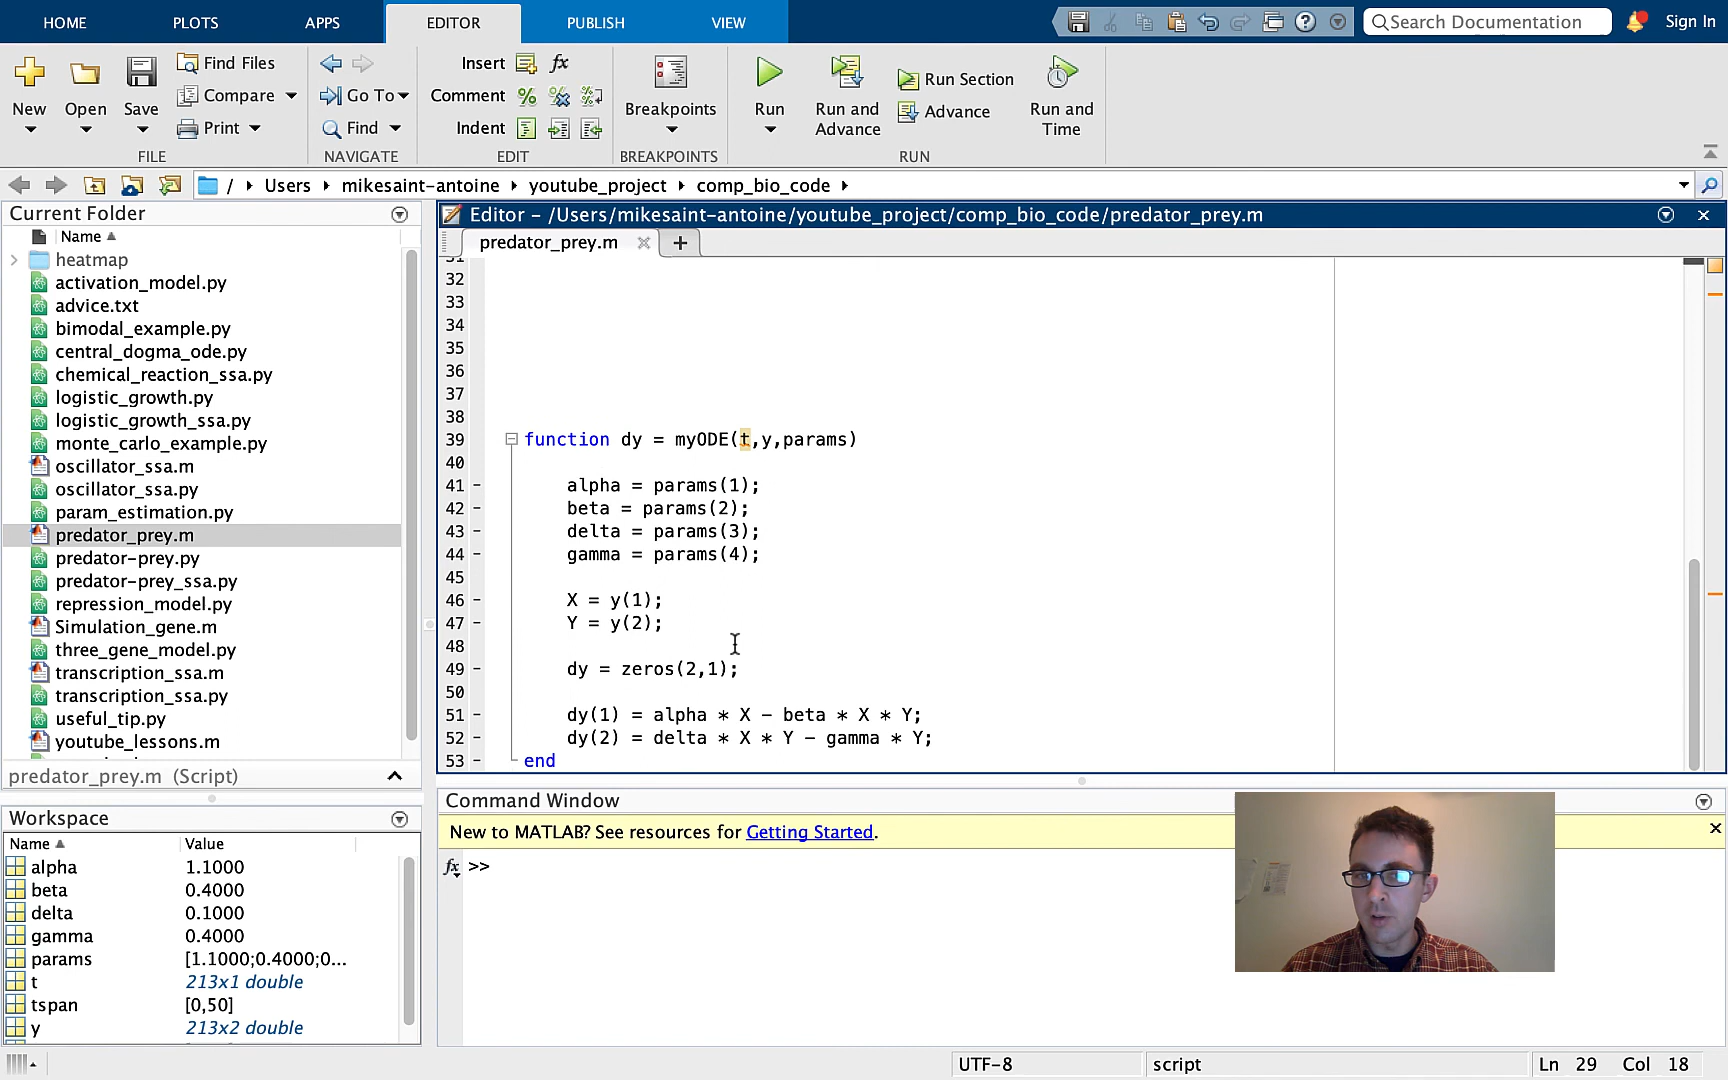 HOME PLOTS APPS EDITOR PUBLISH VIEW Search Documentation Sign In
New Open Save Find Files Compare Print
FILE
Go To Find
NAVIGATE
Insert fx
Comment
Indent
EDIT
Breakpoints
BREAKPOINTS
Run Run and Advance Run Section Advance Run and Time
RUN
/ Users mikesaint-antoine youtube_project comp_bio_code
Current Folder
Name
heatmap
activation_model.py
advice.txt
bimodal_example.py
central_dogma_ode.py
chemical_reaction_ssa.py
logistic_growth.py
logistic_growth_ssa.py
monte_carlo_example.py
oscillator_ssa.m
oscillator_ssa.py
param_estimation.py
predator_prey.m
predator-prey.py
predator-prey_ssa.py
repression_model.py
Simulation_gene.m
three_gene_model.py
transcription_ssa.m
transcription_ssa.py
useful_tip.py
youtube_lessons.m
predator_prey.m (Script)
Workspace
Name Value
alpha 1.1000
beta 0.4000
delta 0.1000
gamma 0.4000
params [1.1000;0.4000;0...
t 213x1 double
tspan [0,50]
y 213x2 double
Editor - /Users/mikesaint-antoine/youtube_project/comp_bio_code/predator_prey.m
predator_prey.m
31
32
33
34
35
36
37
38
39 function dy = myODE(t,y,params)
40
41 - alpha = params(1);
42 - beta = params(2);
43 - delta = params(3);
44 - gamma = params(4);
45
46 - X = y(1);
47 - Y = y(2);
48
49 - dy = zeros(2,1);
50
51 - dy(1) = alpha * X - beta * X * Y;
52 - dy(2) = delta * X * Y - gamma * Y;
53 - end
Command Window
New to MATLAB? See resources for Getting Started.
fx >>
UTF-8 script Ln 29 Col 18